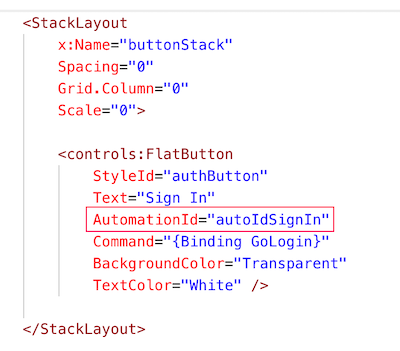 <StackLayout
x:Name="buttonStack"
Spacing="0"
Grid.Column="0"
Scale="0">
<controls:FlatButton
StyleId="authButton"
Text="Sign In"
AutomationId="autoIdSignIn"
Command="{Binding GoLogin}"
BackgroundColor="Transparent"
TextColor="White" />
</StackLayout>